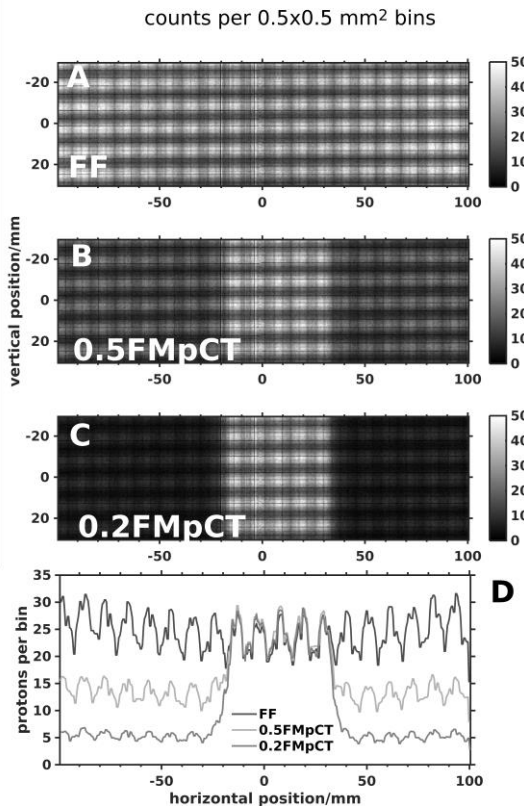 counts per 0.5x0.5 mm² bins
A
FF
-20
0
20
-50 0 50 100
50
40
30
20
10
0
B
0.5FMpCT
-20
0
20
-50 0 50 100
50
40
30
20
10
0
vertical position/mm
C
0.2FMpCT
-20
0
20
-50 0 50 100
50
40
30
20
10
0
D
35
30
25
20
15
10
5
0
protons per bin
FF
0.5FMpCT
0.2FMpCT
-50 0 50 100
horizontal position/mm